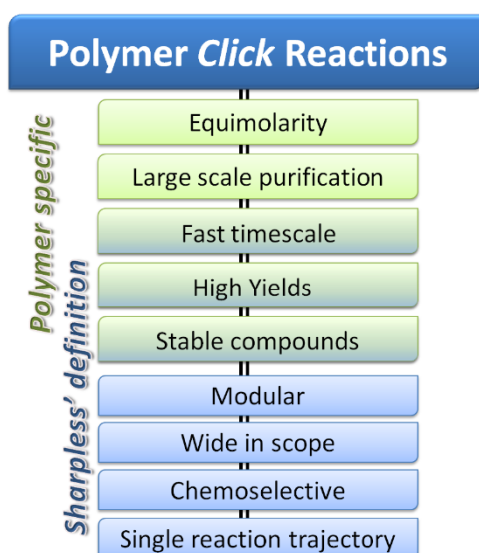 Polymer Click Reactions
Polymer specific
Sharpless' definition
Equimolarity
Large scale purification
Fast timescale
High Yields
Stable compounds
Modular
Wide in scope
Chemoselective
Single reaction trajectory